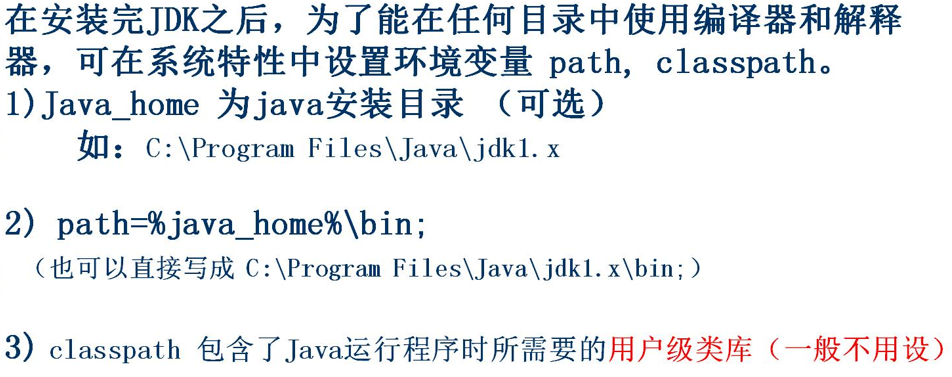 在安装完JDK之后，为了能在任何目录中使用编译器和解释
器，可在系统特性中设置环境变量 path, classpath。
1)Java_home 为java安装目录 （可选）
如：C:\Program Files\Java\jdk1.x
2) path=%java_home%\bin;
（也可以直接写成 C:\Program Files\Java\jdk1.x\bin;）
3) classpath 包含了Java运行程序时所需要的用户级类库（一般不用设）